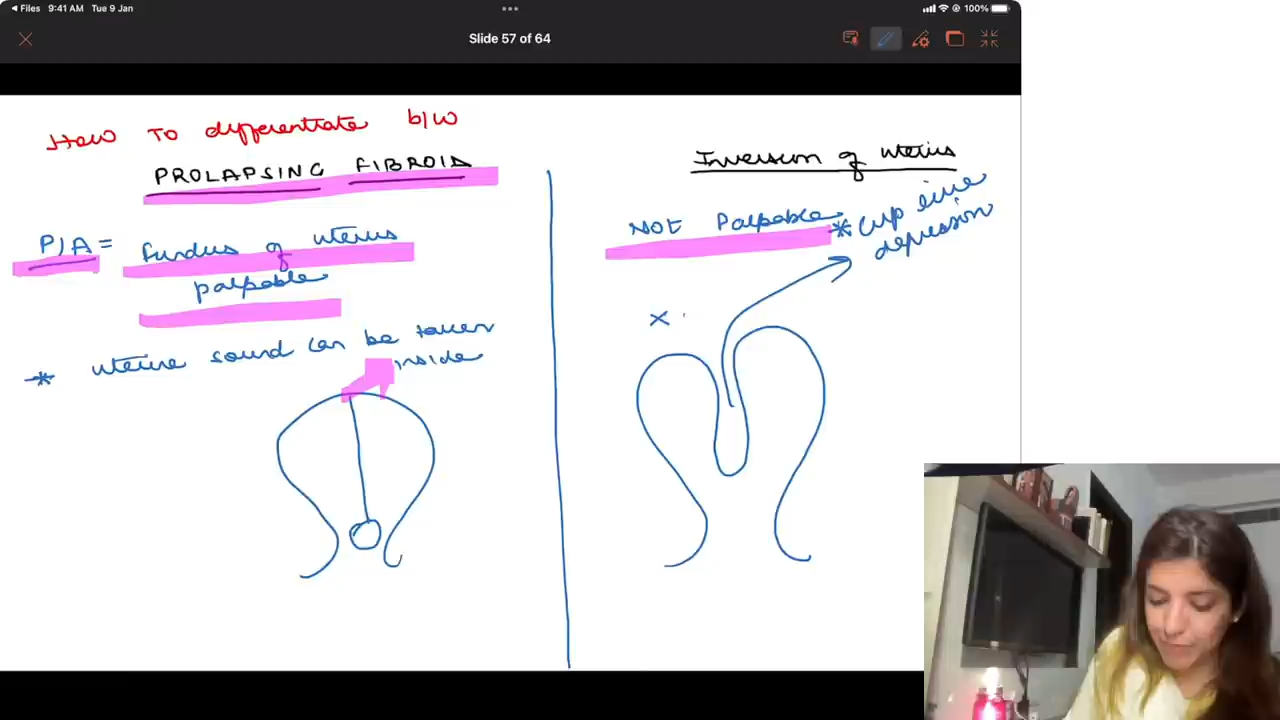 Files 9:41 AM Tue 9 Jan
100%
Slide 57 of 64
How To differentiate b/w
PROLAPSING FIBROID
P/A = fundus of uterus
palpable
* uterine sound can be taken
inside
Inversion of uterus
NOT Palpable
* Cup like
depression
x